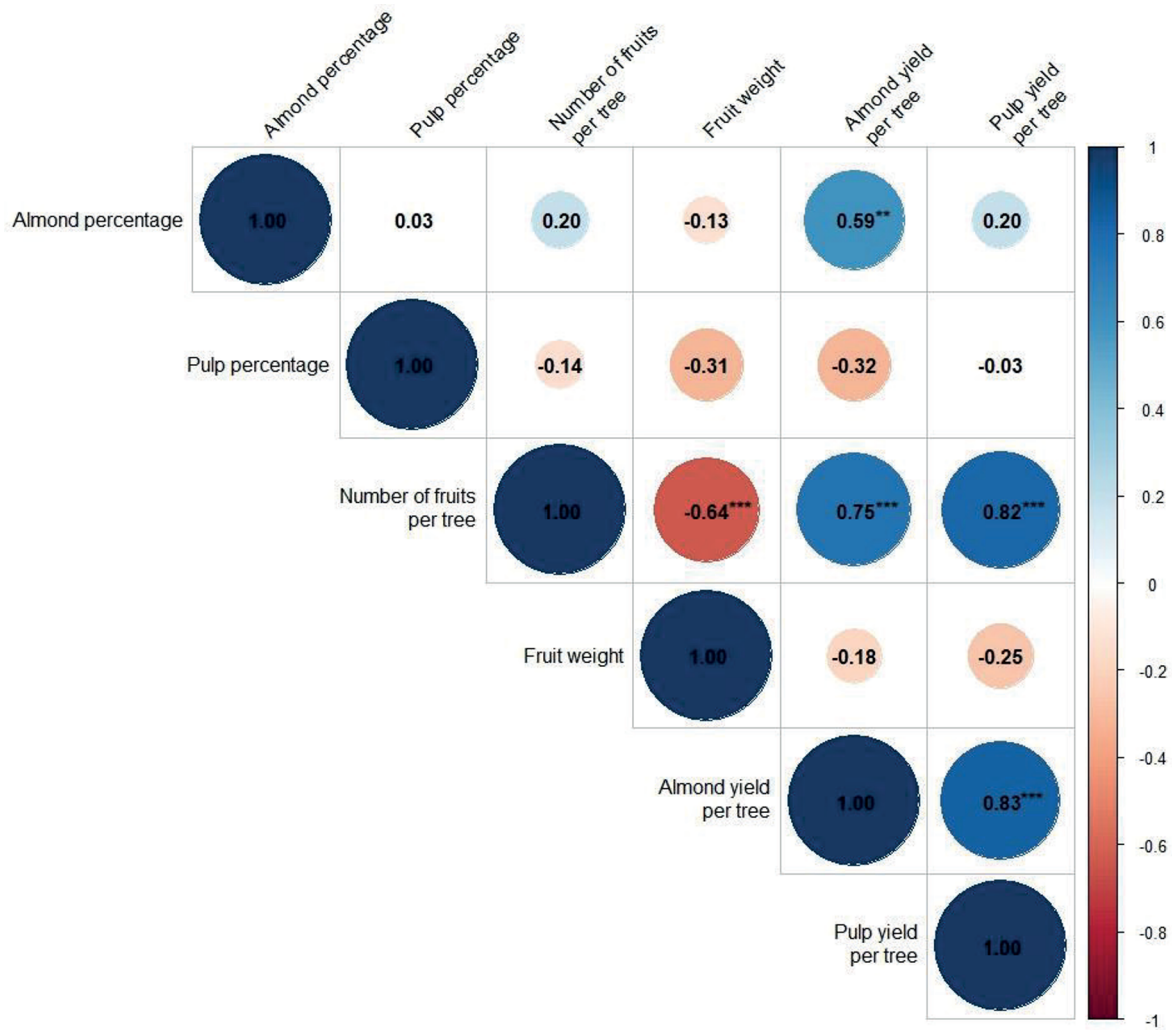 Almond percentage
Pulp percentage
Number of fruits
per tree
Fruit weight
Almond yield
per tree
Pulp yield
per tree
Almond percentage
1.00
0.03
0.20
-0.13
0.59**
0.20
Pulp percentage
1.00
-0.14
-0.31
-0.32
-0.03
Number of fruits
per tree
1.00
-0.64***
0.75***
0.82***
Fruit weight
1.00
-0.18
-0.25
Almond yield
per tree
1.00
0.83***
Pulp yield
per tree
1.00
1
0.8
0.6
0.4
0.2
0
-0.2
-0.4
-0.6
-0.8
-1